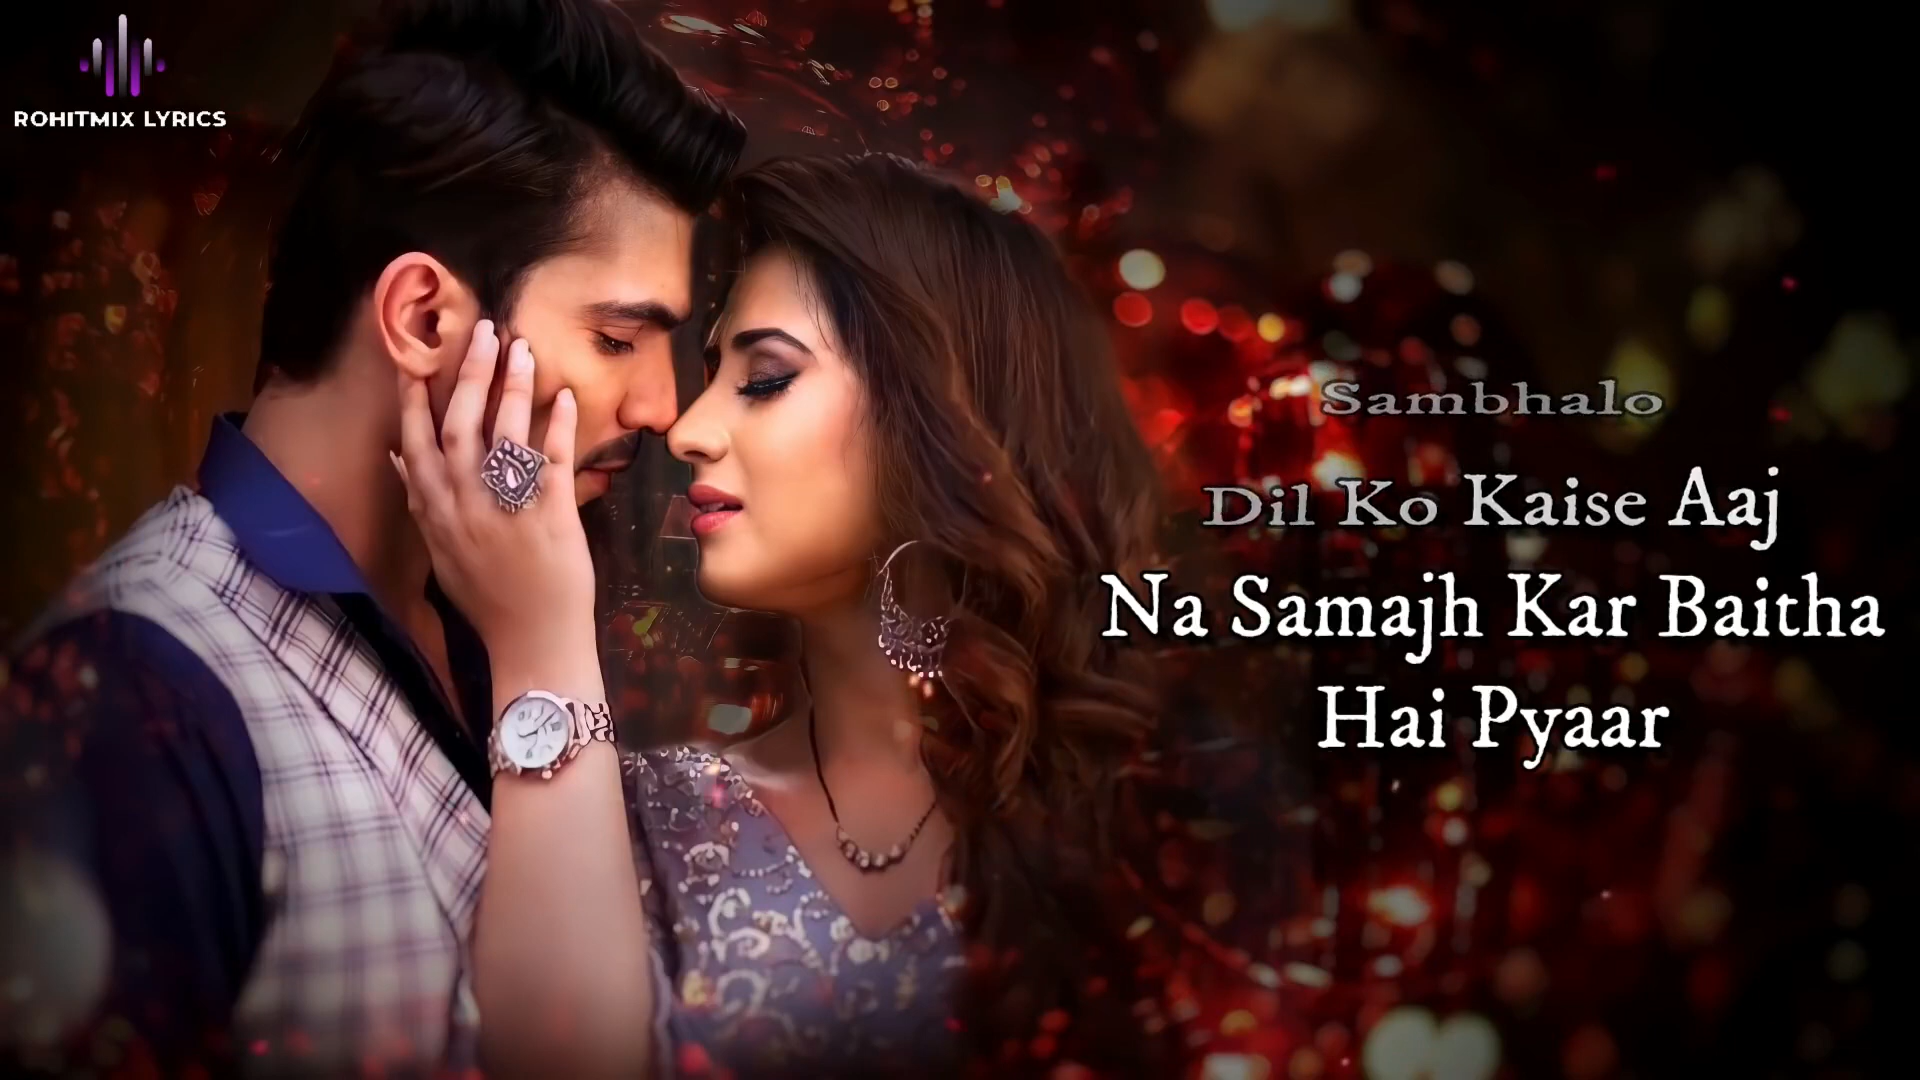 ROHITMIX LYRICS
Sambhalo
Dil Ko Kaise Aaj
Na Samajh Kar Baitha
Hai Pyaar